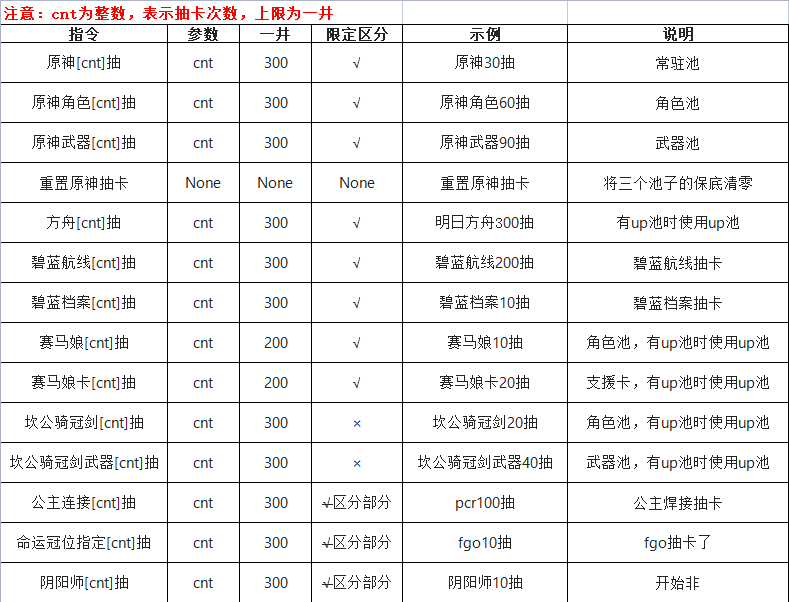 注意：cnt为整数，表示抽卡次数，上限为一井
指令 参数 一井 限定区分 示例 说明
原神[cnt]抽 cnt 300 √ 原神30抽 常驻池
原神角色[cnt]抽 cnt 300 √ 原神角色60抽 角色池
原神武器[cnt]抽 cnt 300 √ 原神武器90抽 武器池
重置原神抽卡 None None None 重置原神抽卡 将三个池子的保底清零
方舟[cnt]抽 cnt 300 √ 明日方舟300抽 有up池时使用up池
碧蓝航线[cnt]抽 cnt 300 √ 碧蓝航线200抽 碧蓝航线抽卡
碧蓝档案[cnt]抽 cnt 300 √ 碧蓝档案10抽 碧蓝档案抽卡
赛马娘[cnt]抽 cnt 200 √ 赛马娘10抽 角色池，有up池时使用up池
赛马娘卡[cnt]抽 cnt 200 √ 赛马娘卡20抽 支援卡，有up池时使用up池
坎公骑冠剑[cnt]抽 cnt 300 × 坎公骑冠剑20抽 角色池，有up池时使用up池
坎公骑冠剑武器[cnt]抽 cnt 300 × 坎公骑冠剑武器40抽 武器池，有up池时使用up池
公主连接[cnt]抽 cnt 300 √区分部分 pcr100抽 公主焊接抽卡
命运冠位指定[cnt]抽 cnt 300 √区分部分 fgo10抽 fgo抽卡了
阴阳师[cnt]抽 cnt 300 √区分部分 阴阳师10抽 开始非